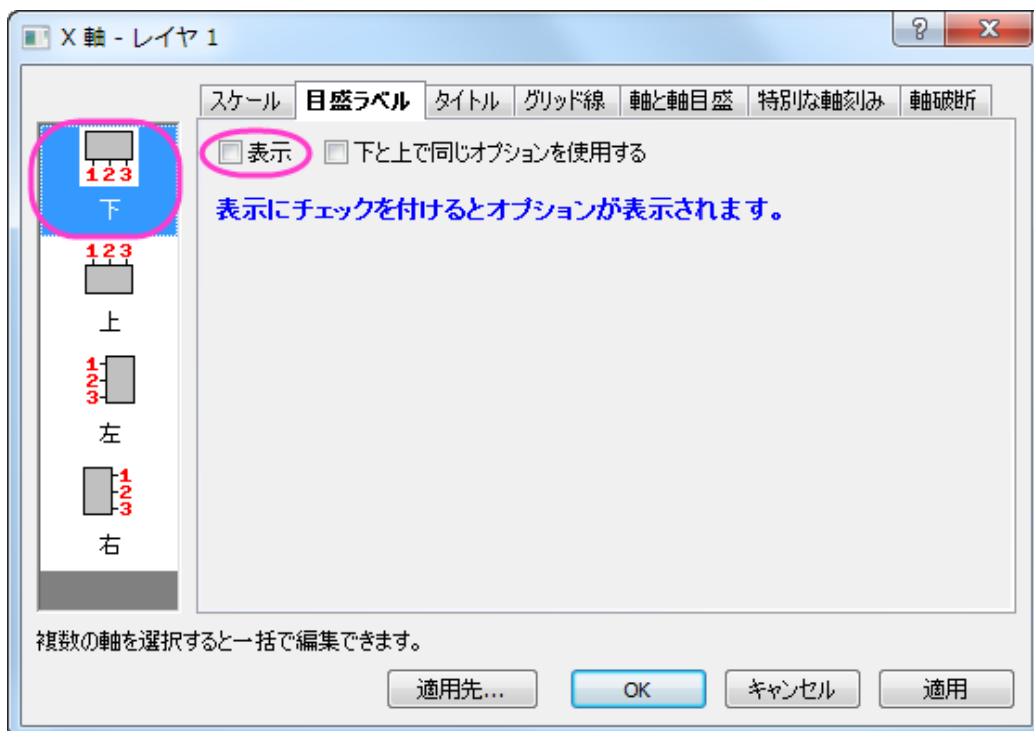 X 軸 - レイヤ 1
スケール 目盛ラベル タイトル グリッド線 軸と軸目盛 特別な軸刻み 軸破断
123
下
123
上
1
2
3
左
1
2
3
右
表示 下と上で同じオプションを使用する
表示にチェックを付けるとオプションが表示されます。
複数の軸を選択すると一括で編集できます。
適用先... OK キャンセル 適用